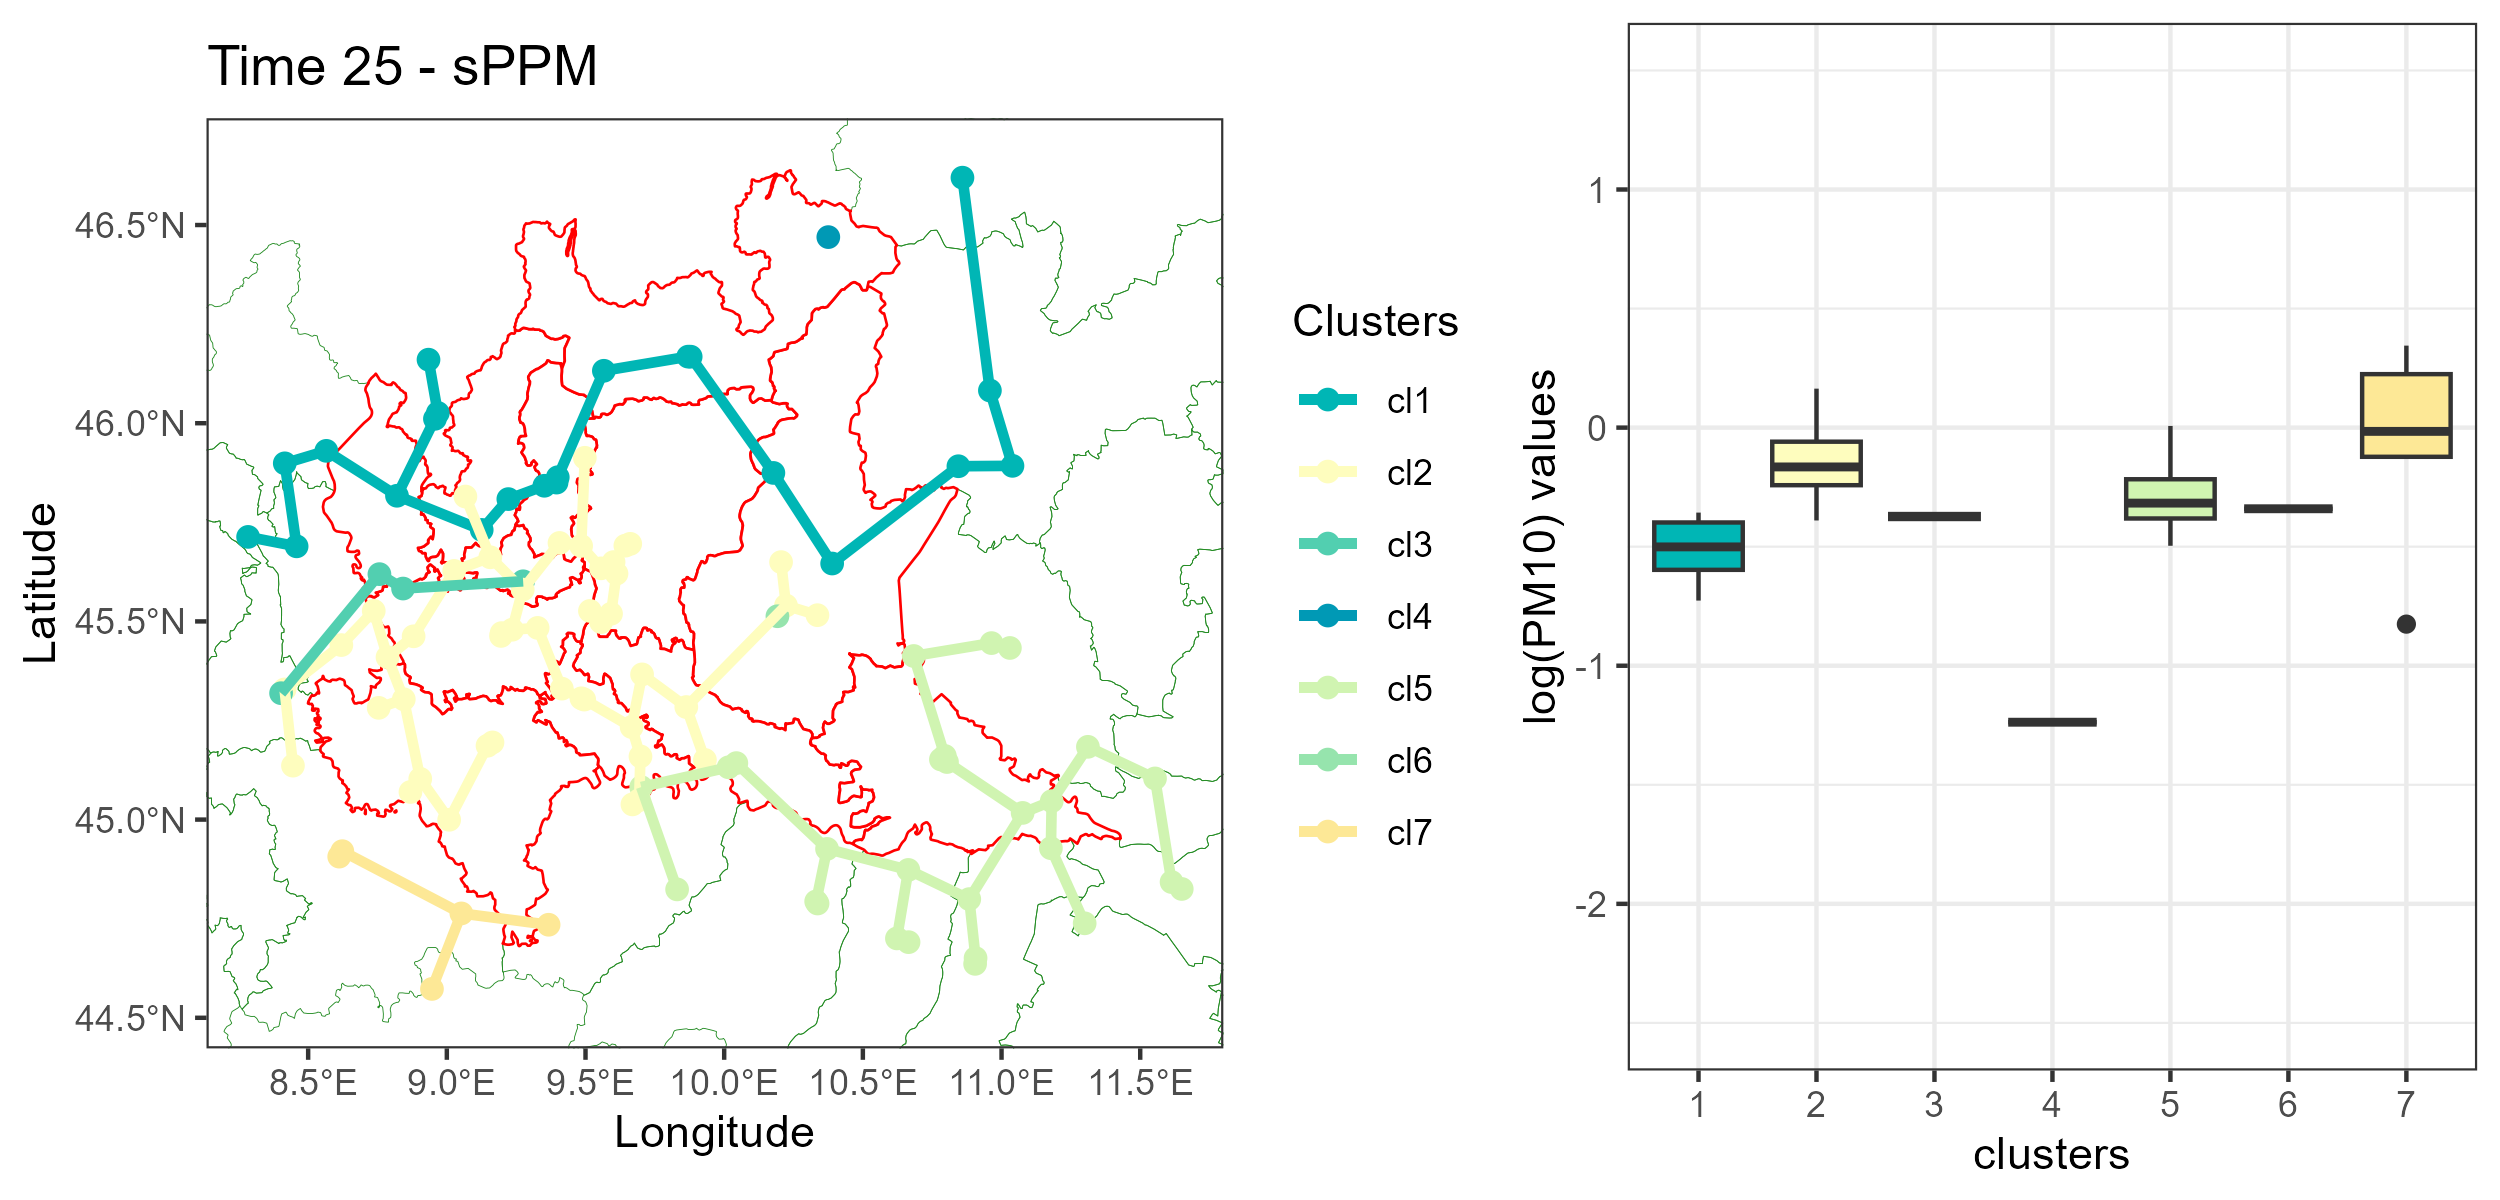 Time 25 - sPPM
46.5°N
46.0°N
45.5°N
45.0°N
44.5°N
Latitude
8.5°E 9.0°E 9.5°E 10.0°E 10.5°E 11.0°E 11.5°E
Longitude
Clusters
cl1
cl2
cl3
cl4
cl5
cl6
cl7
log(PM10) values
1
0
-1
-2
1 2 3 4 5 6 7
clusters